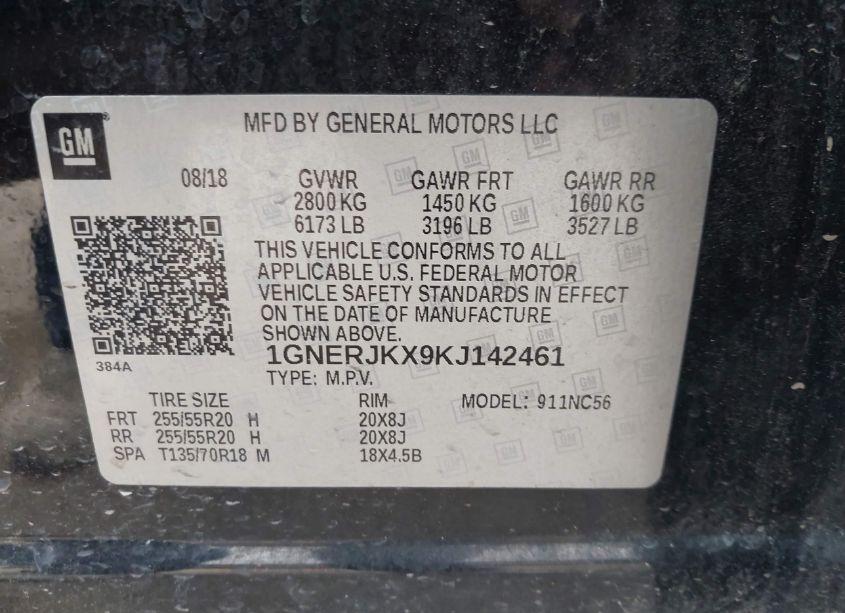 GM
MFD BY GENERAL MOTORS LLC
08/18 GVWR GAWR FRT GAWR RR
2800 KG 1450 KG 1600 KG
6173 LB 3196 LB 3527 LB
THIS VEHICLE CONFORMS TO ALL
APPLICABLE U.S. FEDERAL MOTOR
VEHICLE SAFETY STANDARDS IN EFFECT
ON THE DATE OF MANUFACTURE
SHOWN ABOVE.
384A
1GNERJKX9KJ142461
TYPE: M.P.V.
TIRE SIZE RIM MODEL: 911NC56
FRT 255/55R20 H 20X8J
RR 255/55R20 H 20X8J
SPA T135/70R18 M 18X4.5B